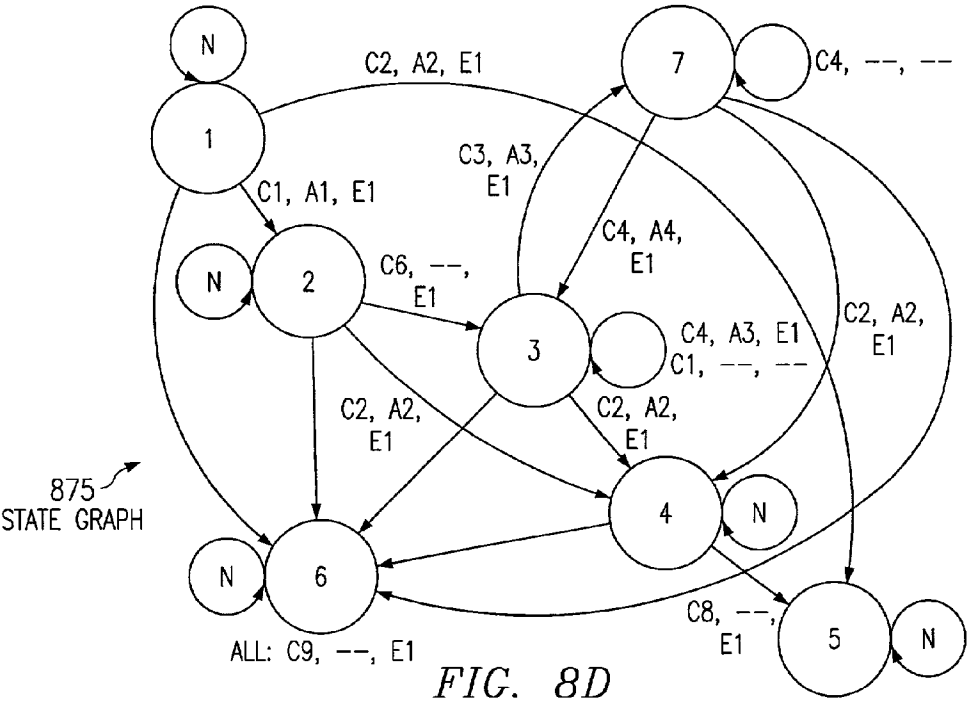 N
7
C4, --, --
C2, A2, E1
1
C3, A3,
E1
C1, A1, E1
C4, A4,
E1
N
2
C6, --,
E1
C2, A2,
E1
3
C4, A3, E1
C1, --, --
C2, A2,
E1
C2, A2,
E1
875
STATE GRAPH
4
N
N
6
C8, --,
E1
5
N
ALL: C9, --, E1
FIG. 8D